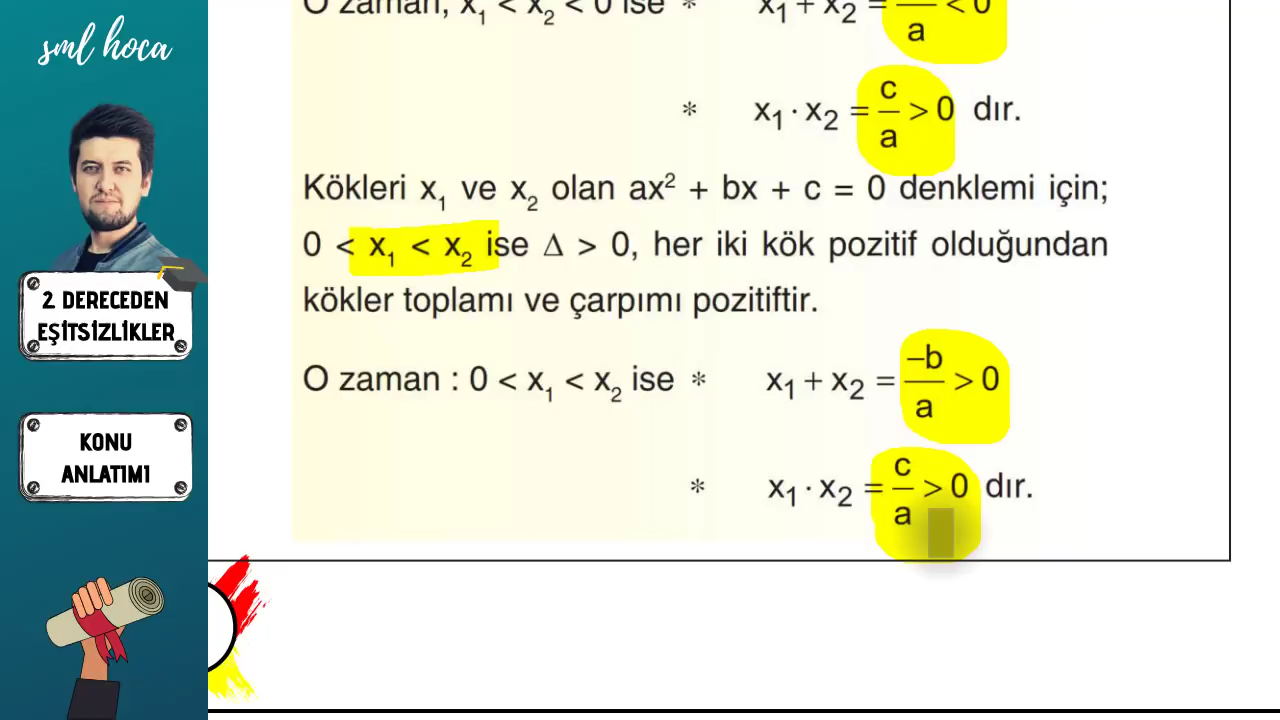 sml hoca
2. DERECEDEN
EŞİTSİZLİKLER
KONU
ANLATIMI
O zaman, x₁ < x₂ < 0 ise * x₁ + x₂ = — a < 0
* x₁ · x₂ = c/a > 0 dır.
Kökleri x₁ ve x₂ olan ax² + bx + c = 0 denklemi için;
0 < x₁ < x₂ ise Δ > 0, her iki kök pozitif olduğundan
kökler toplamı ve çarpımı pozitiftir.
O zaman : 0 < x₁ < x₂ ise * x₁ + x₂ = –b/a > 0
* x₁ · x₂ = c/a > 0 dır.